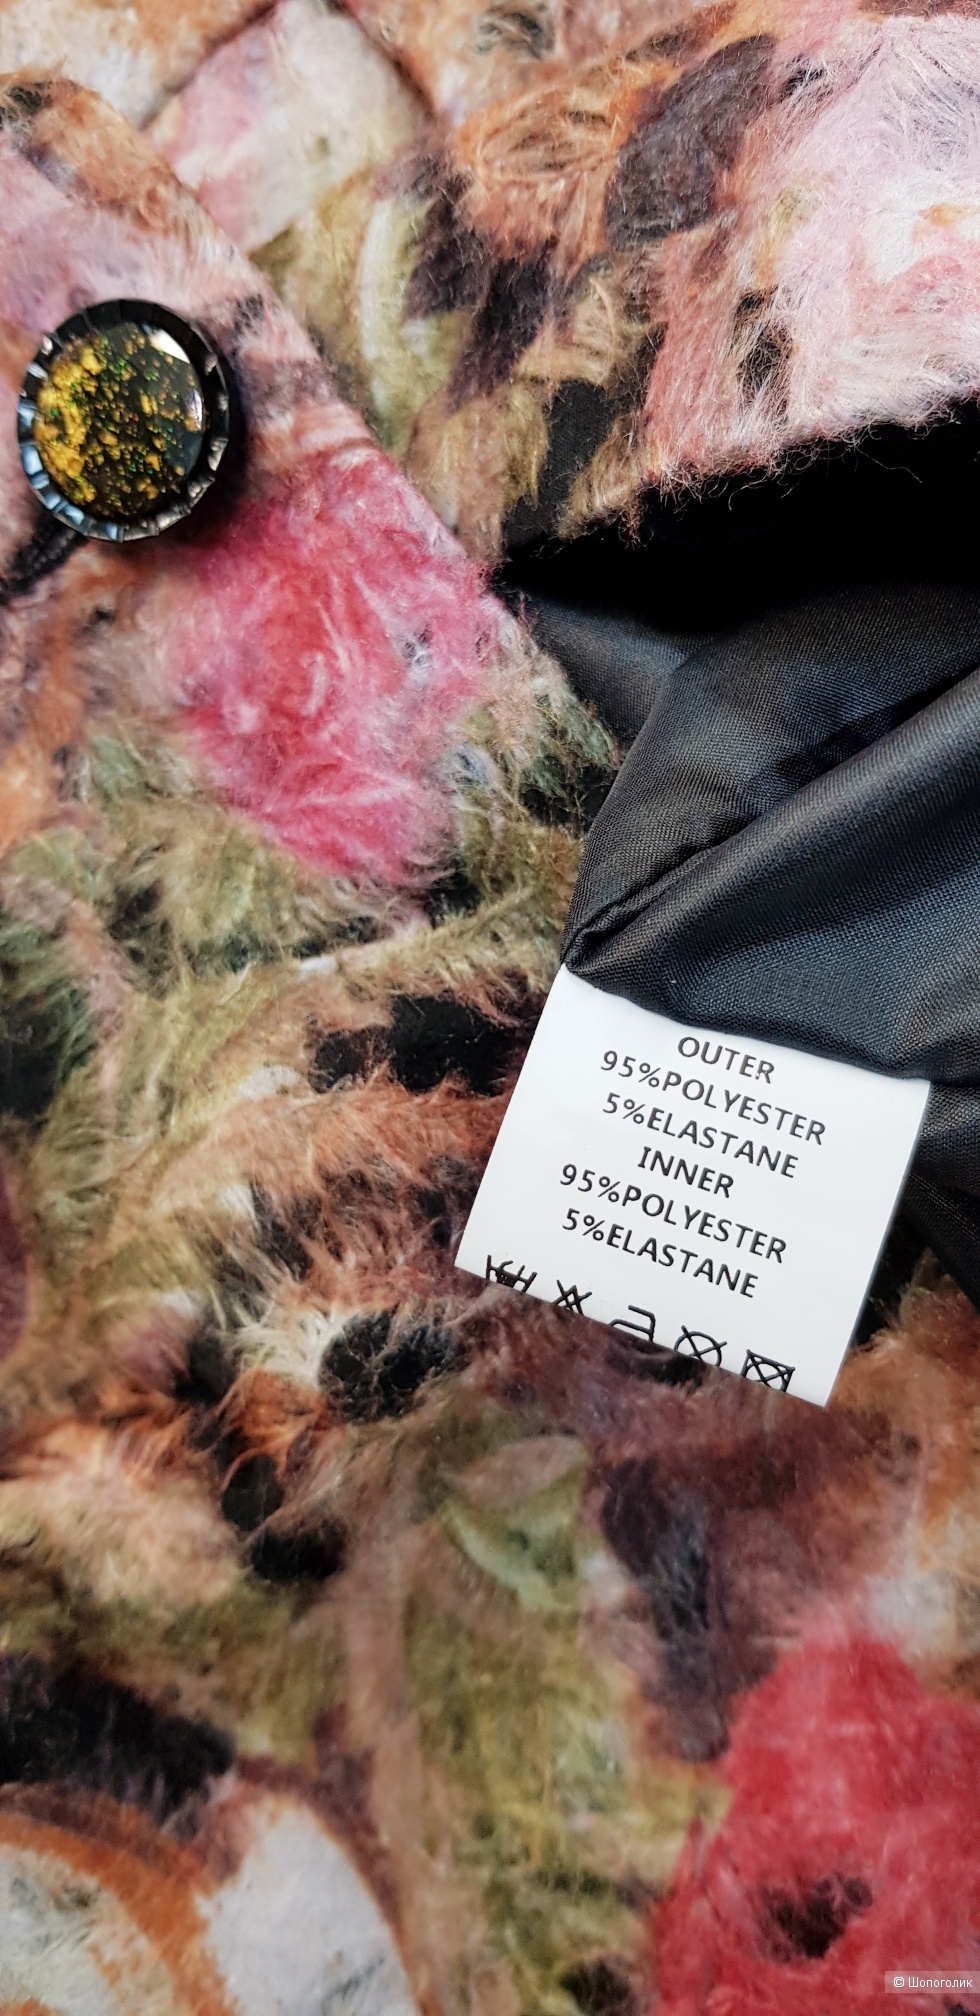 OUTER
95%POLYESTER
5%ELASTANE
INNER
95%POLYESTER
5%ELASTANE
© Шопоголик